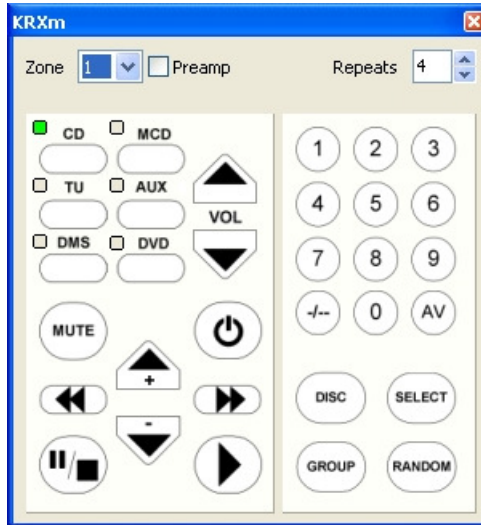 KRXm
Zone 1 Preamp Repeats 4
CD MCD
TU AUX
VOL
DMS DVD
MUTE
+
-
1 2 3
4 5 6
7 8 9
-/-- 0 AV
DISC SELECT
GROUP RANDOM